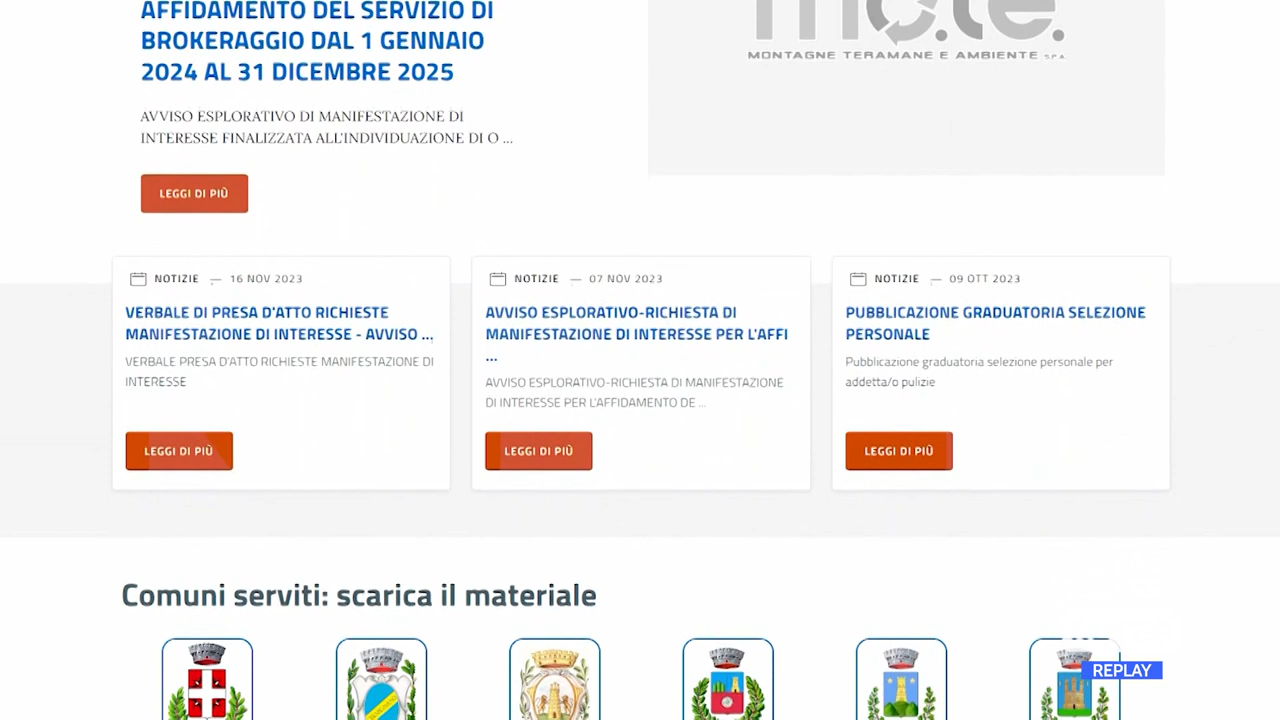 AFFIDAMENTO DEL SERVIZIO DI
BROKERAGGIO DAL 1 GENNAIO
2024 AL 31 DICEMBRE 2025
AVVISO ESPLORATIVO DI MANIFESTAZIONE DI
INTERESSE FINALIZZATA ALL'INDIVIDUAZIONE DI O ...
LEGGI DI PIÙ
mo.te.
MONTAGNE TERAMANE E AMBIENTE S.P.A.
NOTIZIE — 16 NOV 2023
VERBALE DI PRESA D'ATTO RICHIESTE
MANIFESTAZIONE DI INTERESSE - AVVISO ...
VERBALE PRESA D'ATTO RICHIESTE MANIFESTAZIONE DI
INTERESSE
LEGGI DI PIÙ
NOTIZIE — 07 NOV 2023
AVVISO ESPLORATIVO-RICHIESTA DI
MANIFESTAZIONE DI INTERESSE PER L'AFFI
...
AVVISO ESPLORATIVO-RICHIESTA DI MANIFESTAZIONE
DI INTERESSE PER L'AFFIDAMENTO DE ...
LEGGI DI PIÙ
NOTIZIE — 09 OTT 2023
PUBBLICAZIONE GRADUATORIA SELEZIONE
PERSONALE
Pubblicazione graduatoria selezione personale per
addetta/o pulizie
LEGGI DI PIÙ
Comuni serviti: scarica il materiale
REPLAY